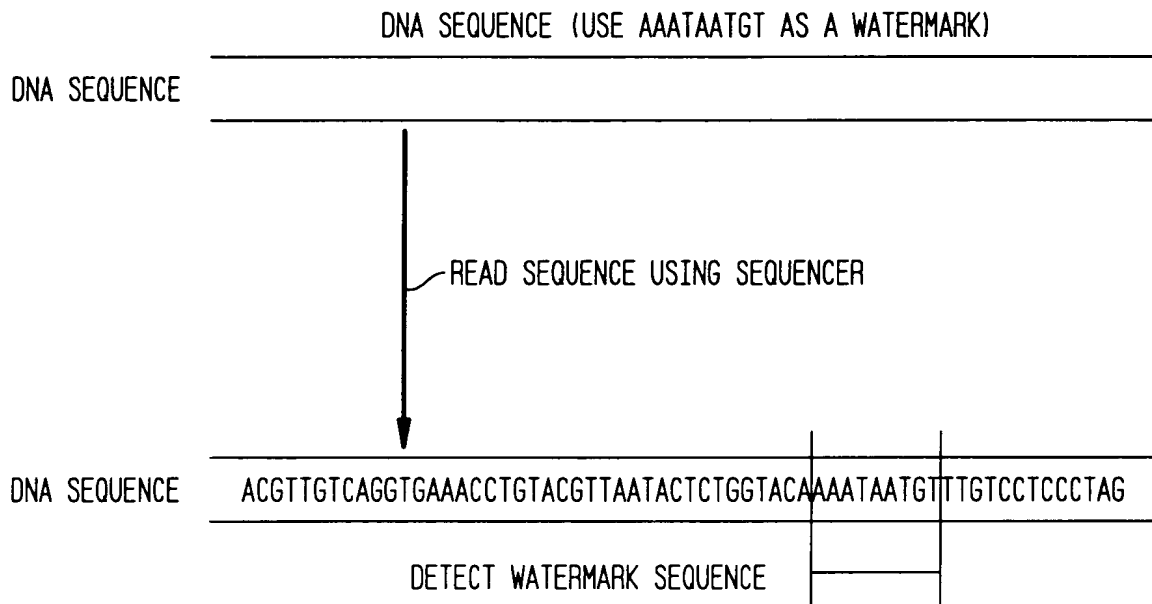 DNA SEQUENCE (USE AAATAATGT AS A WATERMARK)
DNA SEQUENCE
READ SEQUENCE USING SEQUENCER
DNA SEQUENCE ACGTTGTCAGGTGAAACCTGTACGTTAATACTCTGGTACAAAATAATGTTTGTCCTCCCTAG
DETECT WATERMARK SEQUENCE